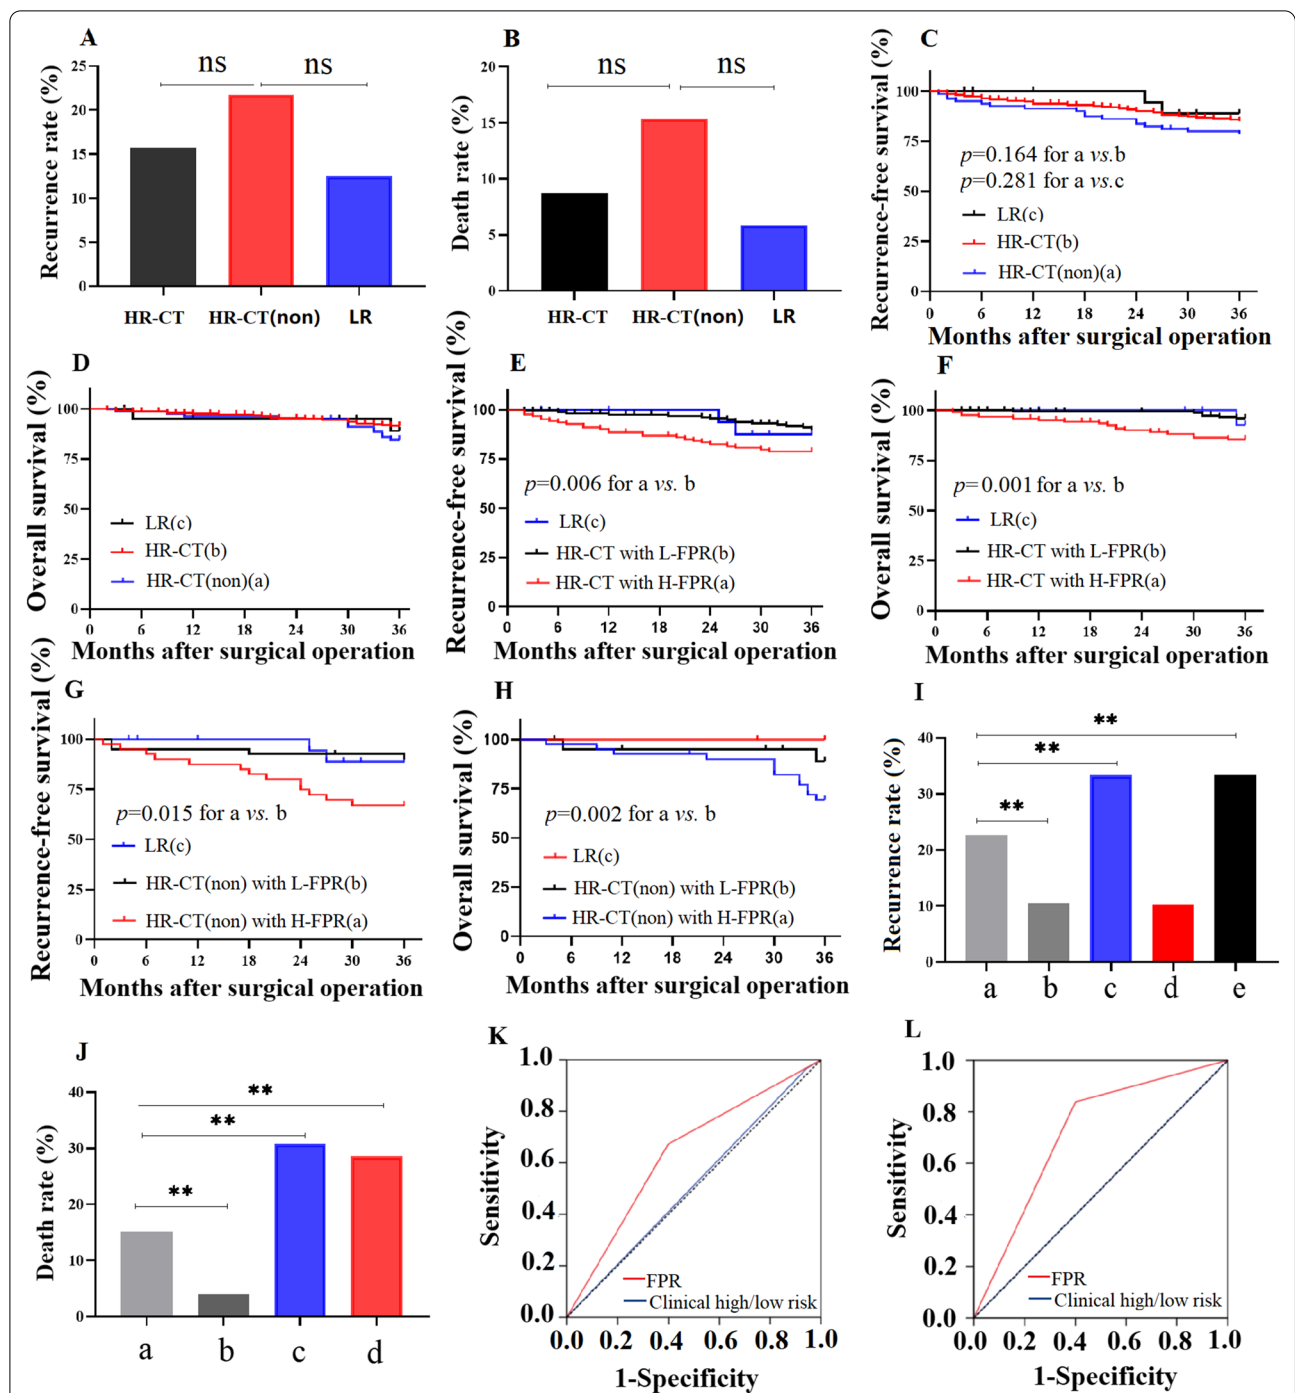 A
Recurrence rate (%)
25
20
15
10
5
0
ns
ns
HR-CT
HR-CT(non)
LR
B
Death rate (%)
20
15
10
5
0
ns
ns
HR-CT
HR-CT(non)
LR
C
Recurrence-free survival (%)
100
75
50
25
0
p=0.164 for a vs.b
p=0.281 for a vs.c
LR(c)
HR-CT(b)
HR-CT(non)(a)
0 6 12 18 24 30 36
Months after surgical operation
D
Overall survival (%)
100
75
50
25
0
LR(c)
HR-CT(b)
HR-CT(non)(a)
0 6 12 18 24 30 36
Months after surgical operation
E
Recurrence-free survival (%)
100
75
50
25
0
p=0.006 for a vs. b
LR(c)
HR-CT with L-FPR(b)
HR-CT with H-FPR(a)
0 6 12 18 24 30 36
Months after surgical operation
F
Overall survival (%)
100
75
50
25
0
p=0.001 for a vs. b
LR(c)
HR-CT with L-FPR(b)
HR-CT with H-FPR(a)
0 6 12 18 24 30 36
Months after surgical operation
G
Recurrence-free survival (%)
100
75
50
25
0
p=0.015 for a vs. b
LR(c)
HR-CT(non) with L-FPR(b)
HR-CT(non) with H-FPR(a)
0 6 12 18 24 30 36
Months after surgical operation
H
Overall survival (%)
100
75
50
25
0
p=0.002 for a vs. b
LR(c)
HR-CT(non) with L-FPR(b)
HR-CT(non) with H-FPR(a)
0 6 12 18 24 30 36
Months after surgical operation
I
Recurrence rate (%)
40
30
20
10
0
**
**
**
a b c d e
J
Death rate (%)
40
30
20
10
0
**
**
**
a b c d
K
Sensitivity
1.0
0.8
0.6
0.4
0.2
0.0
FPR
Clinical high/low risk
0.0 0.2 0.4 0.6 0.8 1.0
1-Specificity
L
Sensitivity
1.0
0.8
0.6
0.4
0.2
0.0
FPR
Clinical high/low risk
0.0 0.2 0.4 0.6 0.8 1.0
1-Specificity